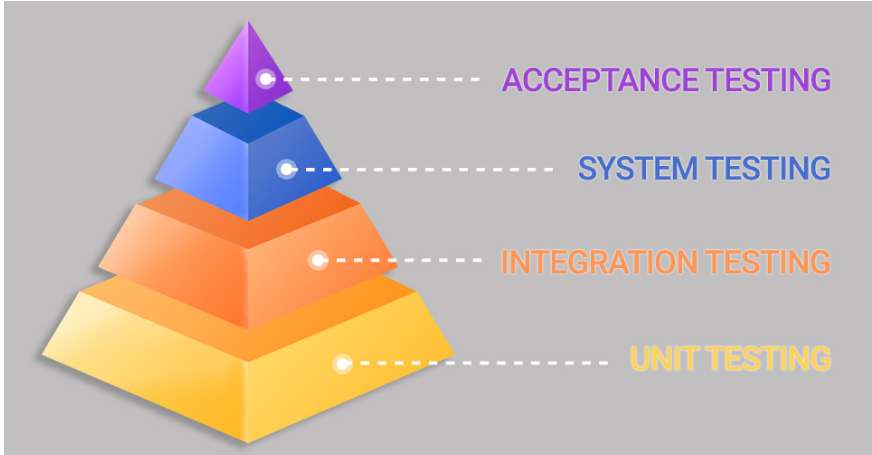 ACCEPTANCE TESTING
SYSTEM TESTING
INTEGRATION TESTING
UNIT TESTING